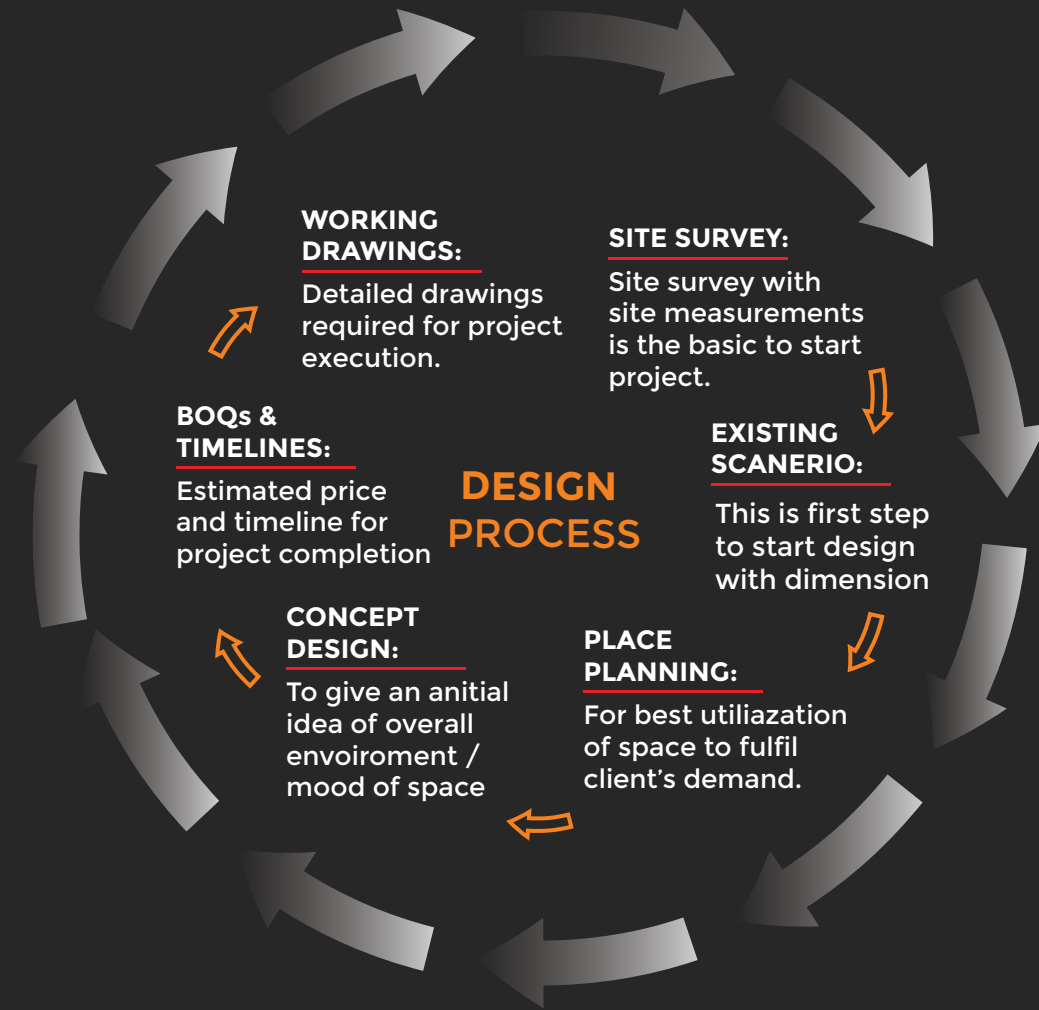 DESIGN
PROCESS
SITE SURVEY:
Site survey with
site measurements
is the basic to start
project.
EXISTING
SCANERIO:
This is first step
to start design
with dimension
PLACE
PLANNING:
For best utiliazation
of space to fulfil
client’s demand.
CONCEPT
DESIGN:
To give an anitial
idea of overall
envoiroment /
mood of space
BOQs &
TIMELINES:
Estimated price
and timeline for
project completion
WORKING
DRAWINGS:
Detailed drawings
required for project
execution.